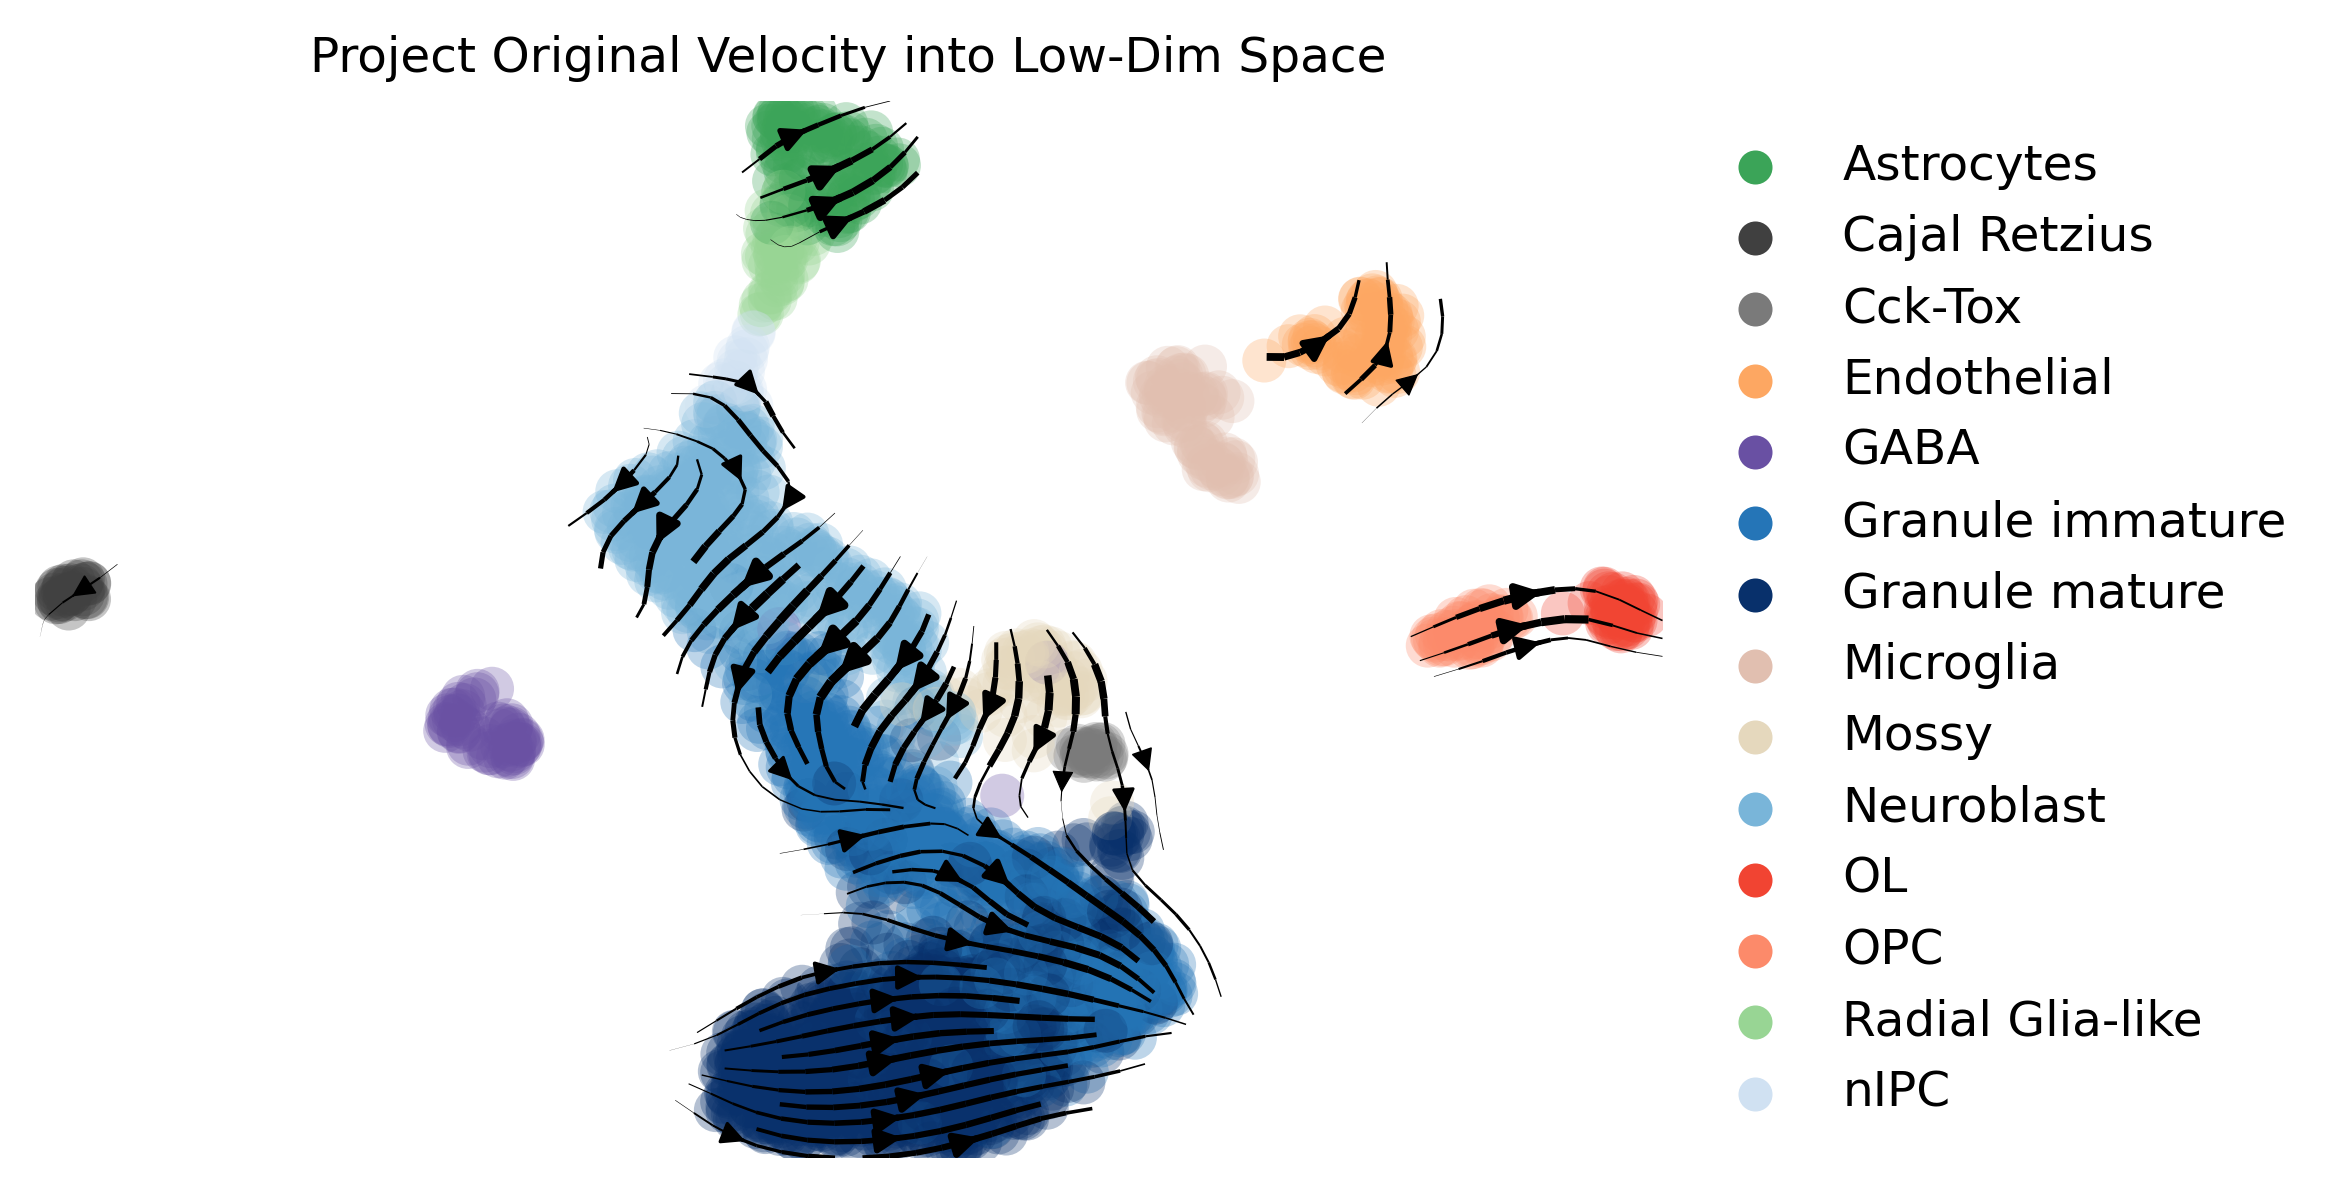 Project Original Velocity into Low-Dim Space
Astrocytes
Cajal Retzius
Cck-Tox
Endothelial
GABA
Granule immature
Granule mature
Microglia
Mossy
Neuroblast
OL
OPC
Radial Glia-like
nIPC